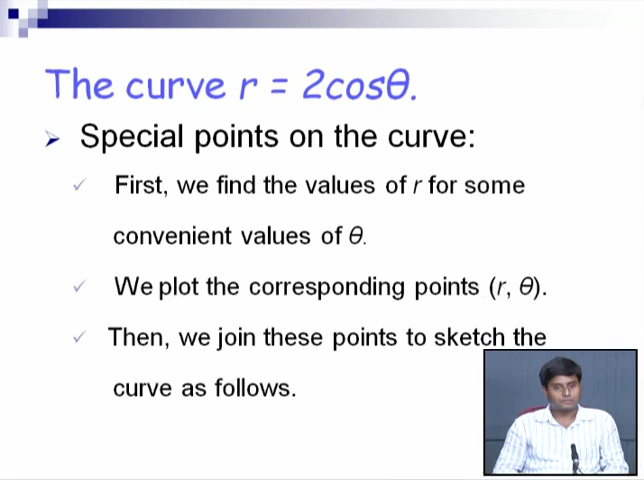 The curve r = 2cosθ.
Special points on the curve:
First, we find the values of r for some
convenient values of θ.
We plot the corresponding points (r, θ).
Then, we join these points to sketch the
curve as follows.